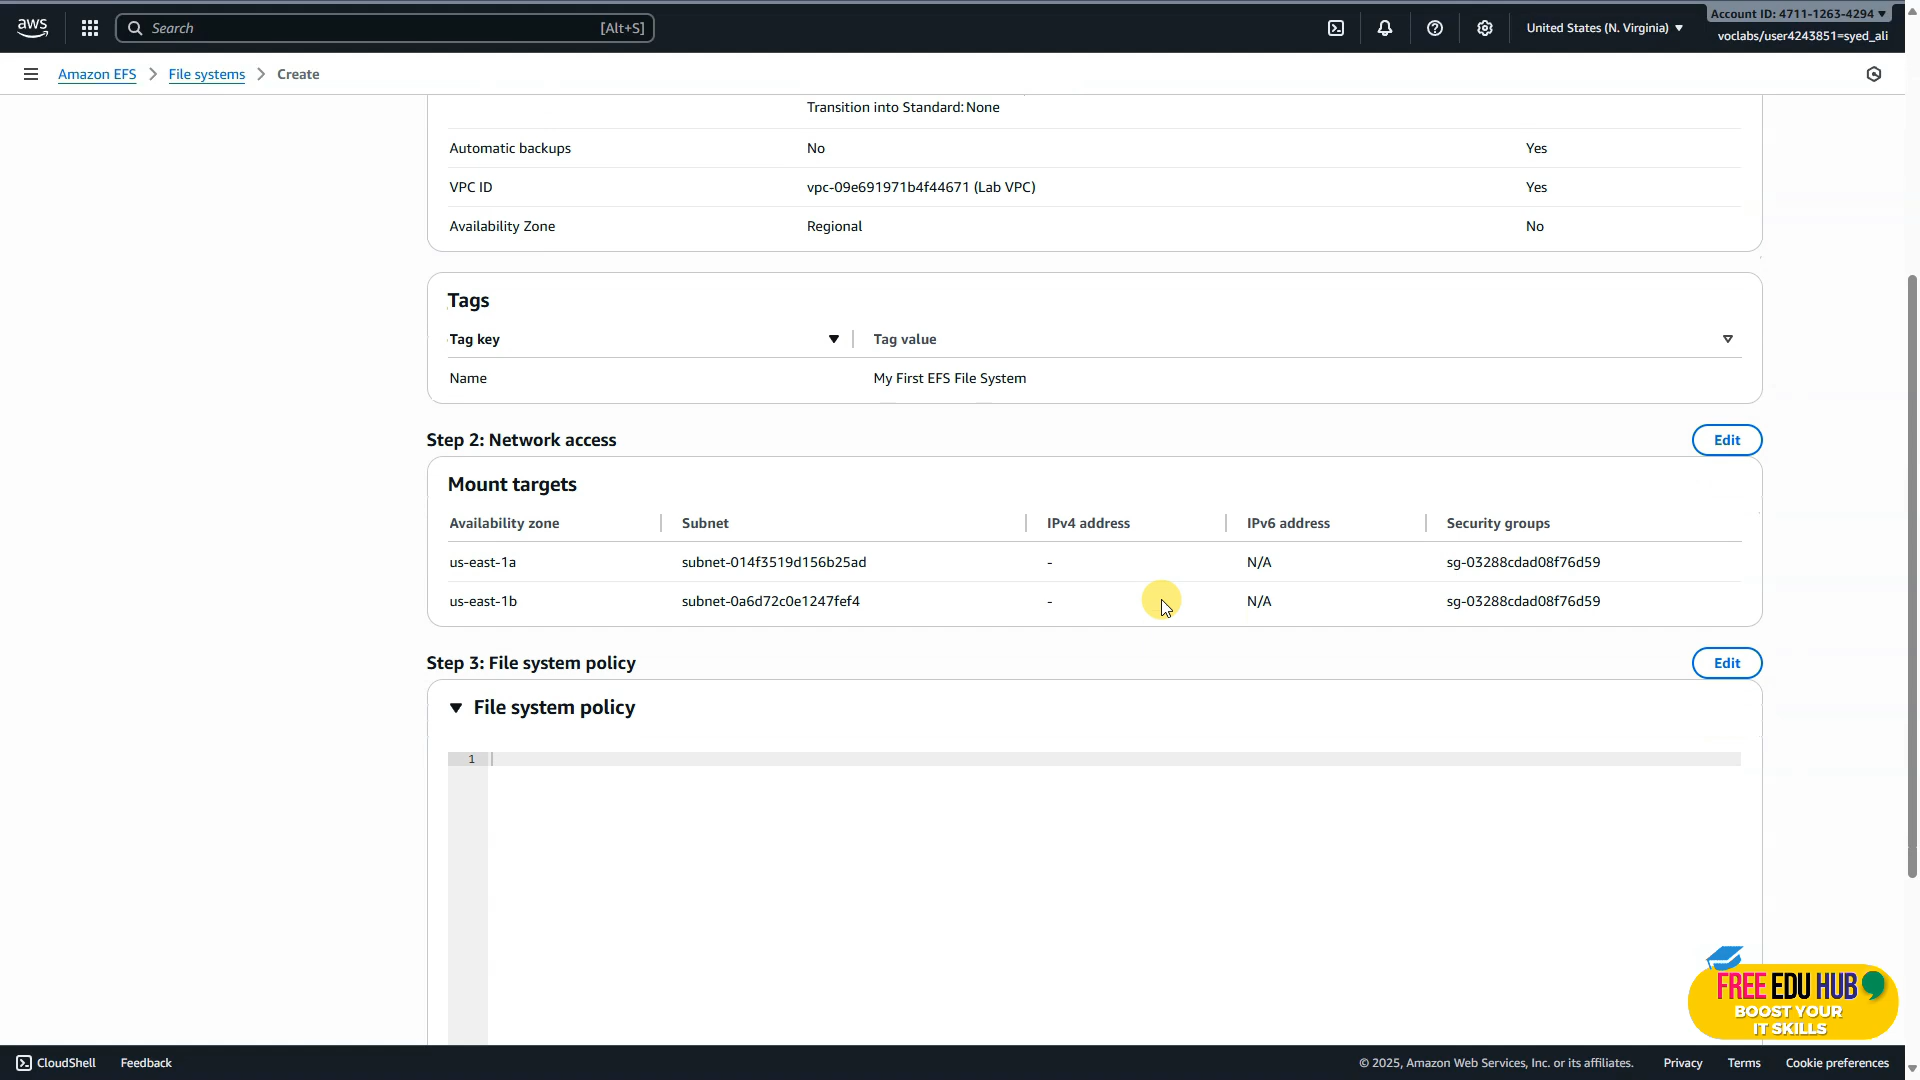 aws
Search [Alt+S]
United States (N. Virginia)
Account ID: 4711-1263-4294
voclabs/user4243851=syed_ali
Amazon EFS > File systems > Create
Transition into Standard: None
Automatic backups No Yes
VPC ID vpc-09e691971b4f44671 (Lab VPC) Yes
Availability Zone Regional No
Tags
Tag key Tag value
Name My First EFS File System
Step 2: Network access Edit
Mount targets
Availability zone Subnet IPv4 address IPv6 address Security groups
us-east-1a subnet-014f3519d156b25ad - N/A sg-03288cdad08f76d59
us-east-1b subnet-0a6d72c0e1247fef4 - N/A sg-03288cdad08f76d59
Step 3: File system policy Edit
File system policy
1
FREE EDU HUB
BOOST YOUR
IT SKILLS
CloudShell Feedback © 2025, Amazon Web Services, Inc. or its affiliates. Privacy Terms Cookie preferences